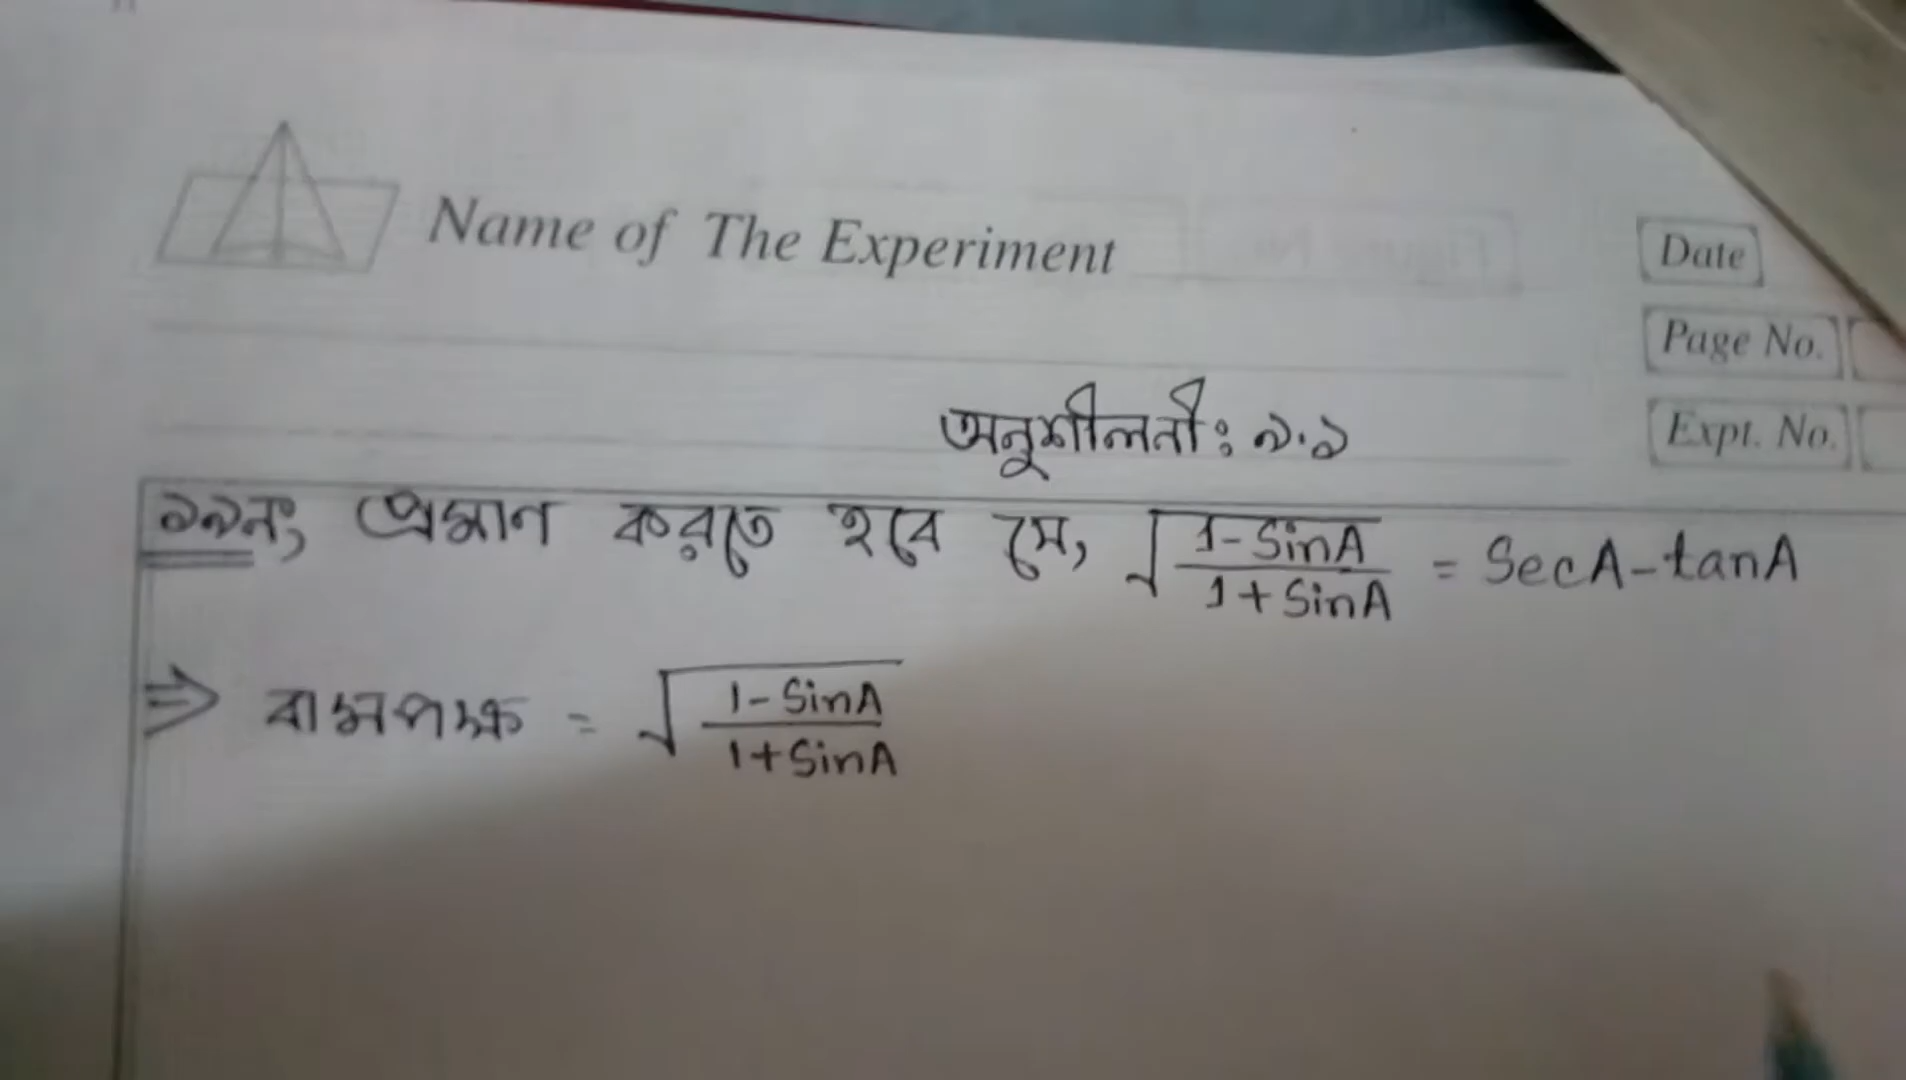 Name of The Experiment
Date
Page No.
Expt. No.
অনুশীলনী: ৯.১
১১নং প্রমান করতে হবে যে, √(1-SinA)/(1+SinA) = SecA-tanA
⇒ বামপক্ষ = √(1-SinA)/(1+SinA)